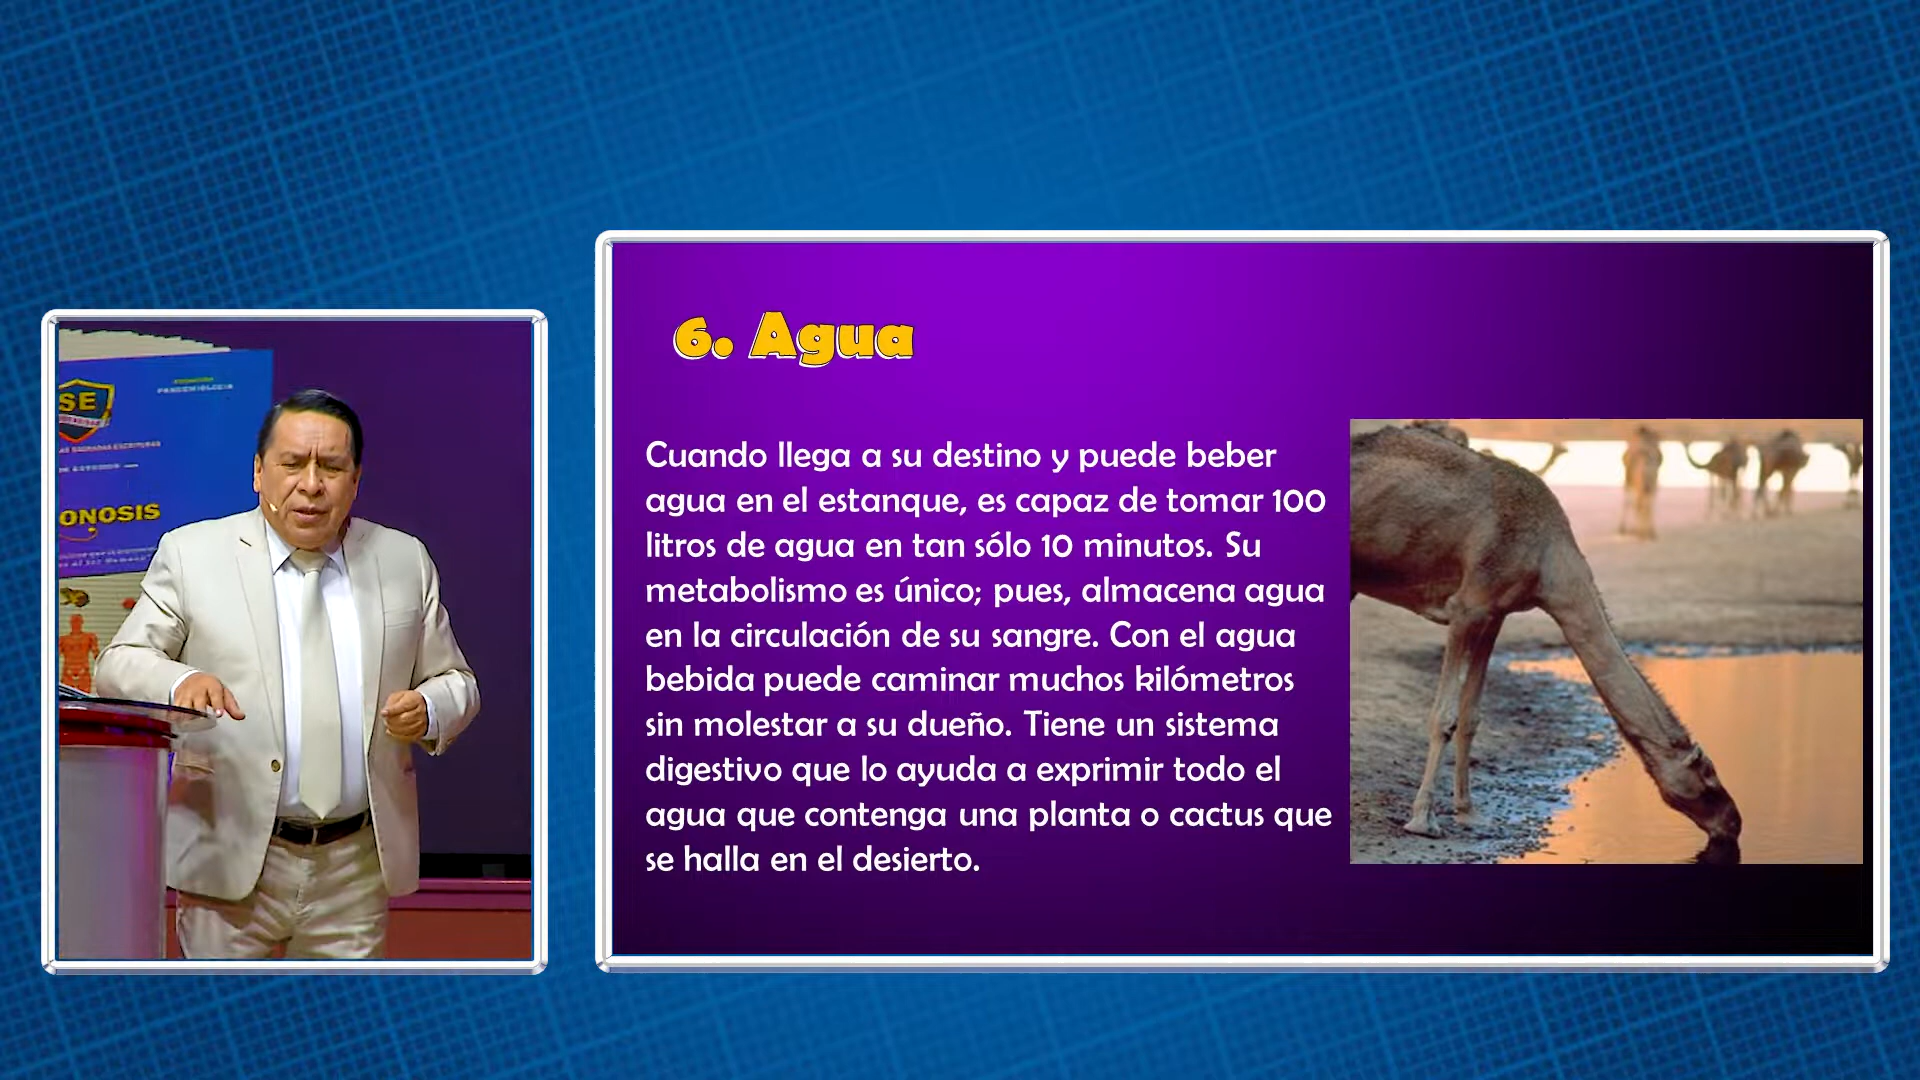 SE
PANDEMIOLOGIA
ONOSIS
6. Agua
Cuando llega a su destino y puede beber
agua en el estanque, es capaz de tomar 100
litros de agua en tan sólo 10 minutos. Su
metabolismo es único; pues, almacena agua
en la circulación de su sangre. Con el agua
bebida puede caminar muchos kilómetros
sin molestar a su dueño. Tiene un sistema
digestivo que lo ayuda a exprimir todo el
agua que contenga una planta o cactus que
se halla en el desierto.